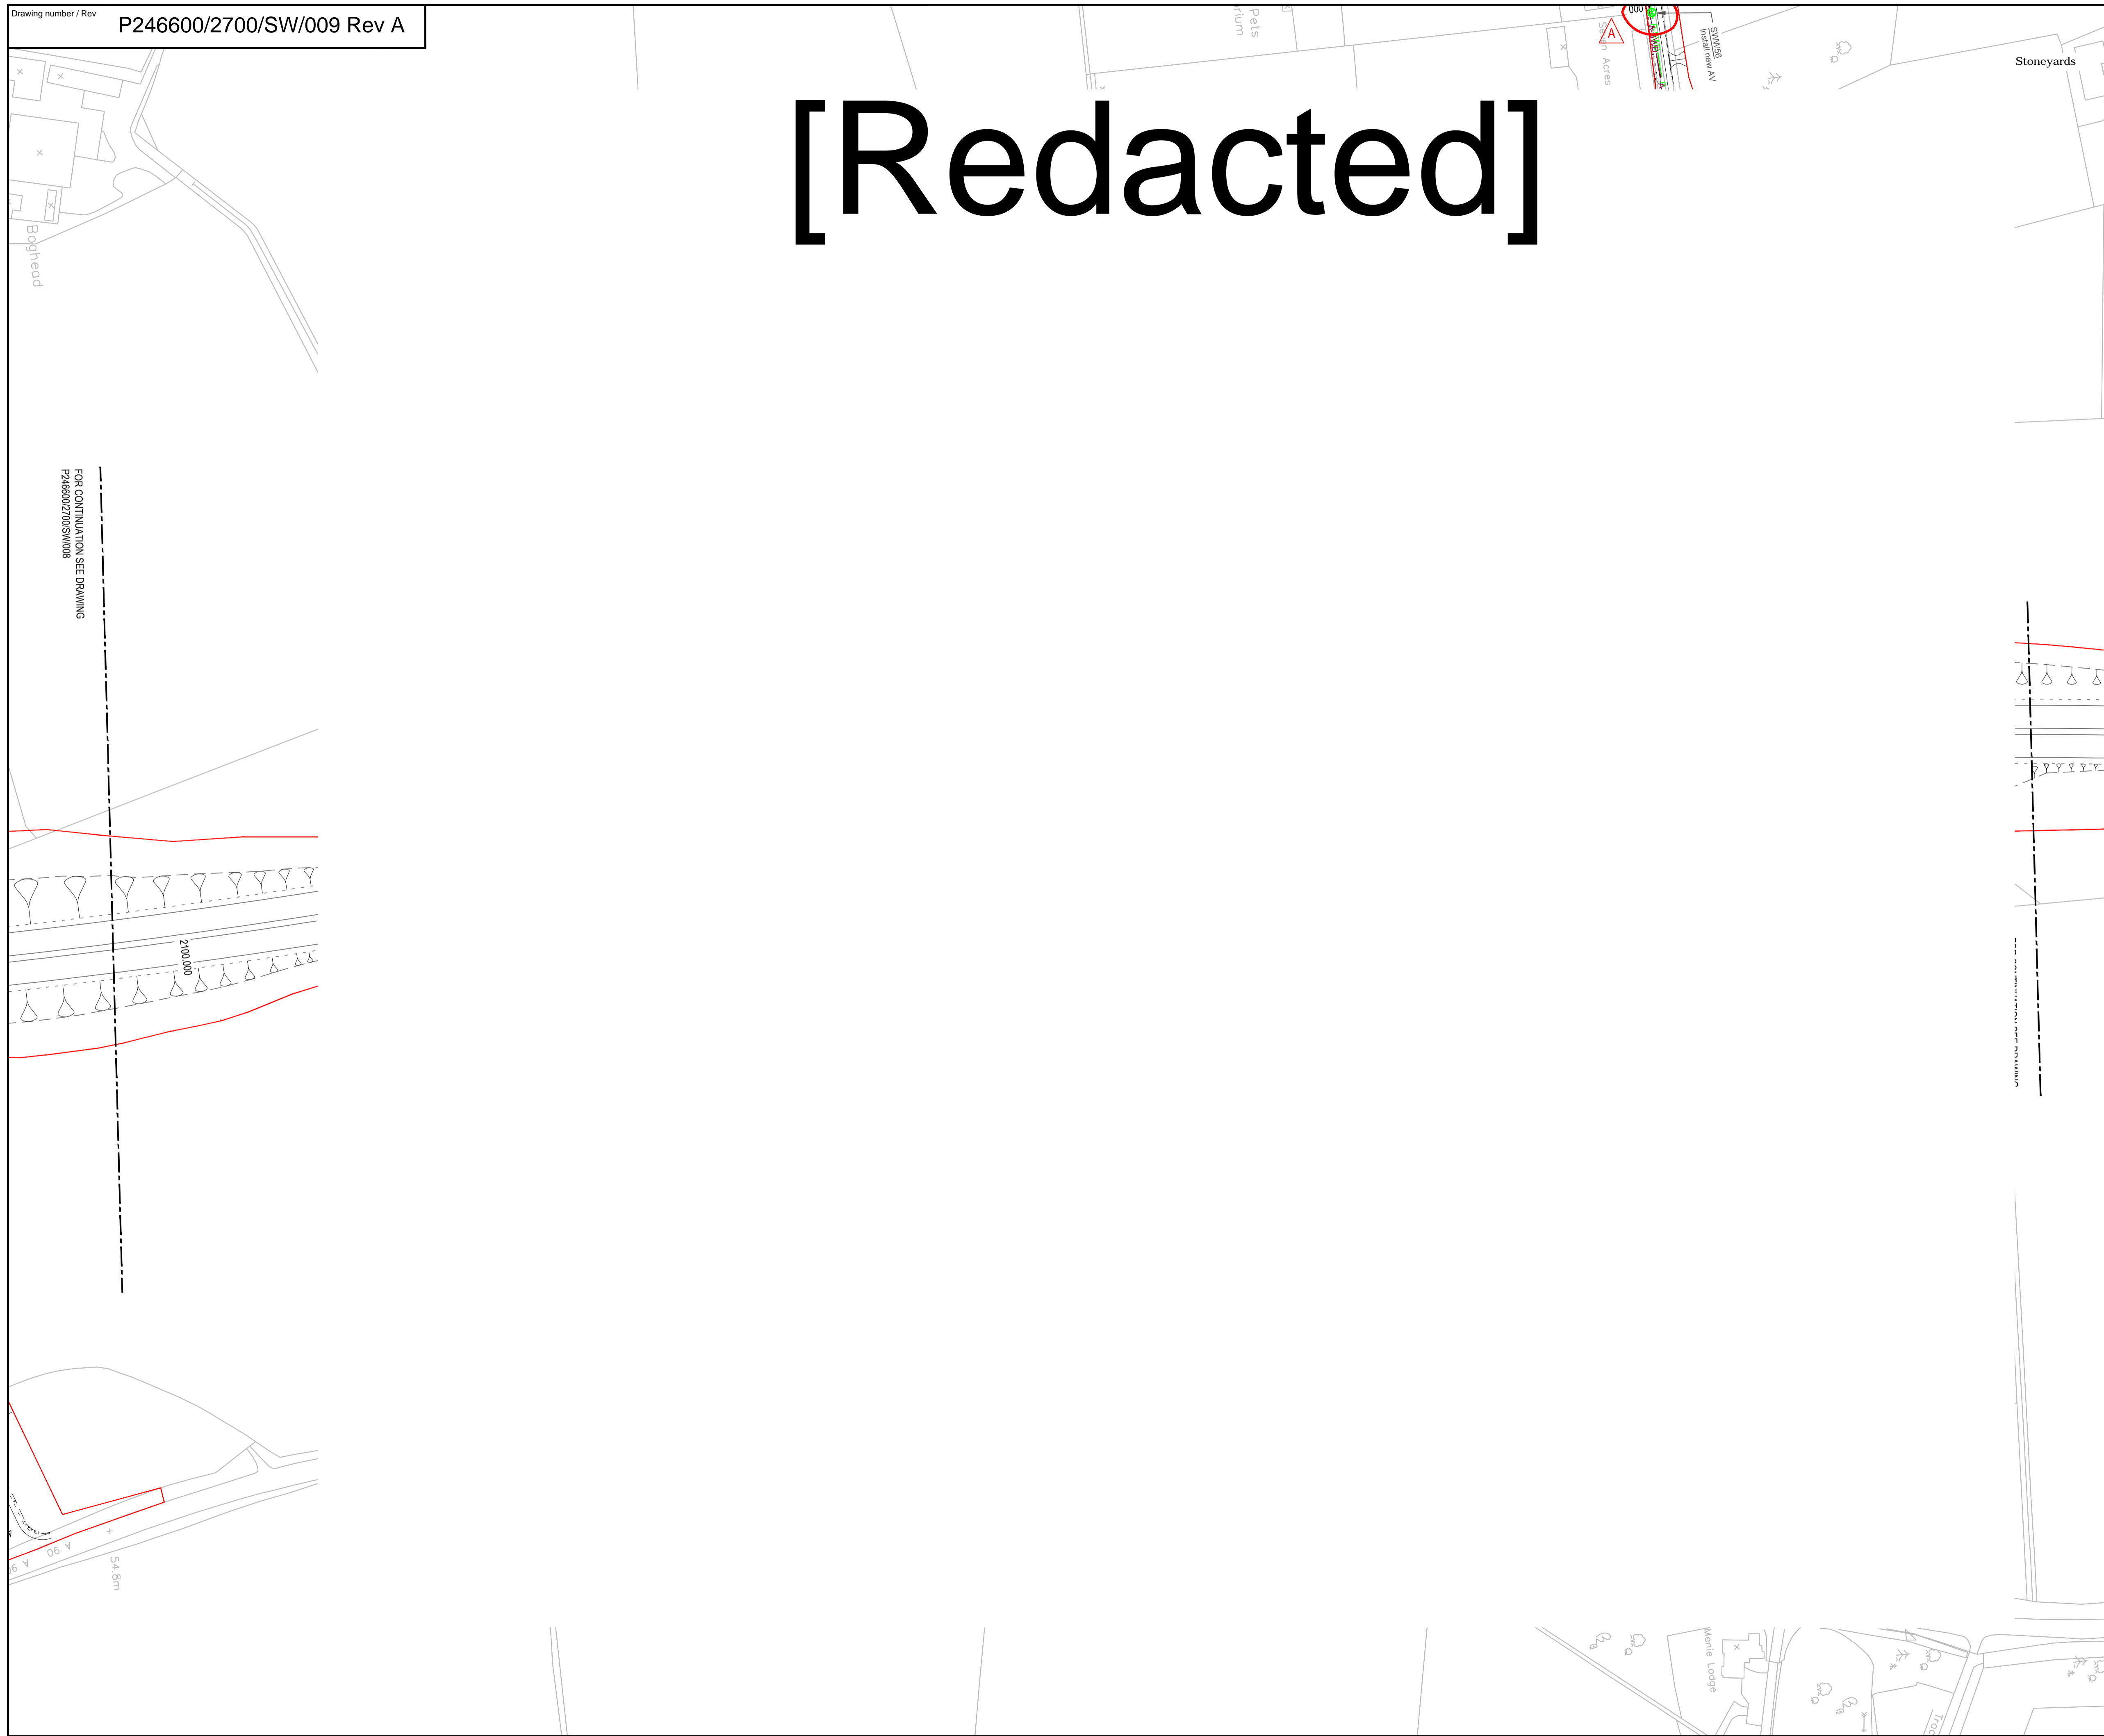 Drawing number / Rev
P246600/2700/SW/009 Rev A
Pets
A
Acres
SWW56
Install new AV
Stoneyards
[Redacted]
Boghead
FOR CONTINUATION SEE DRAWING
P246600/2700/SW/008
2100.000
A 90
54.8m
Menie Lodge